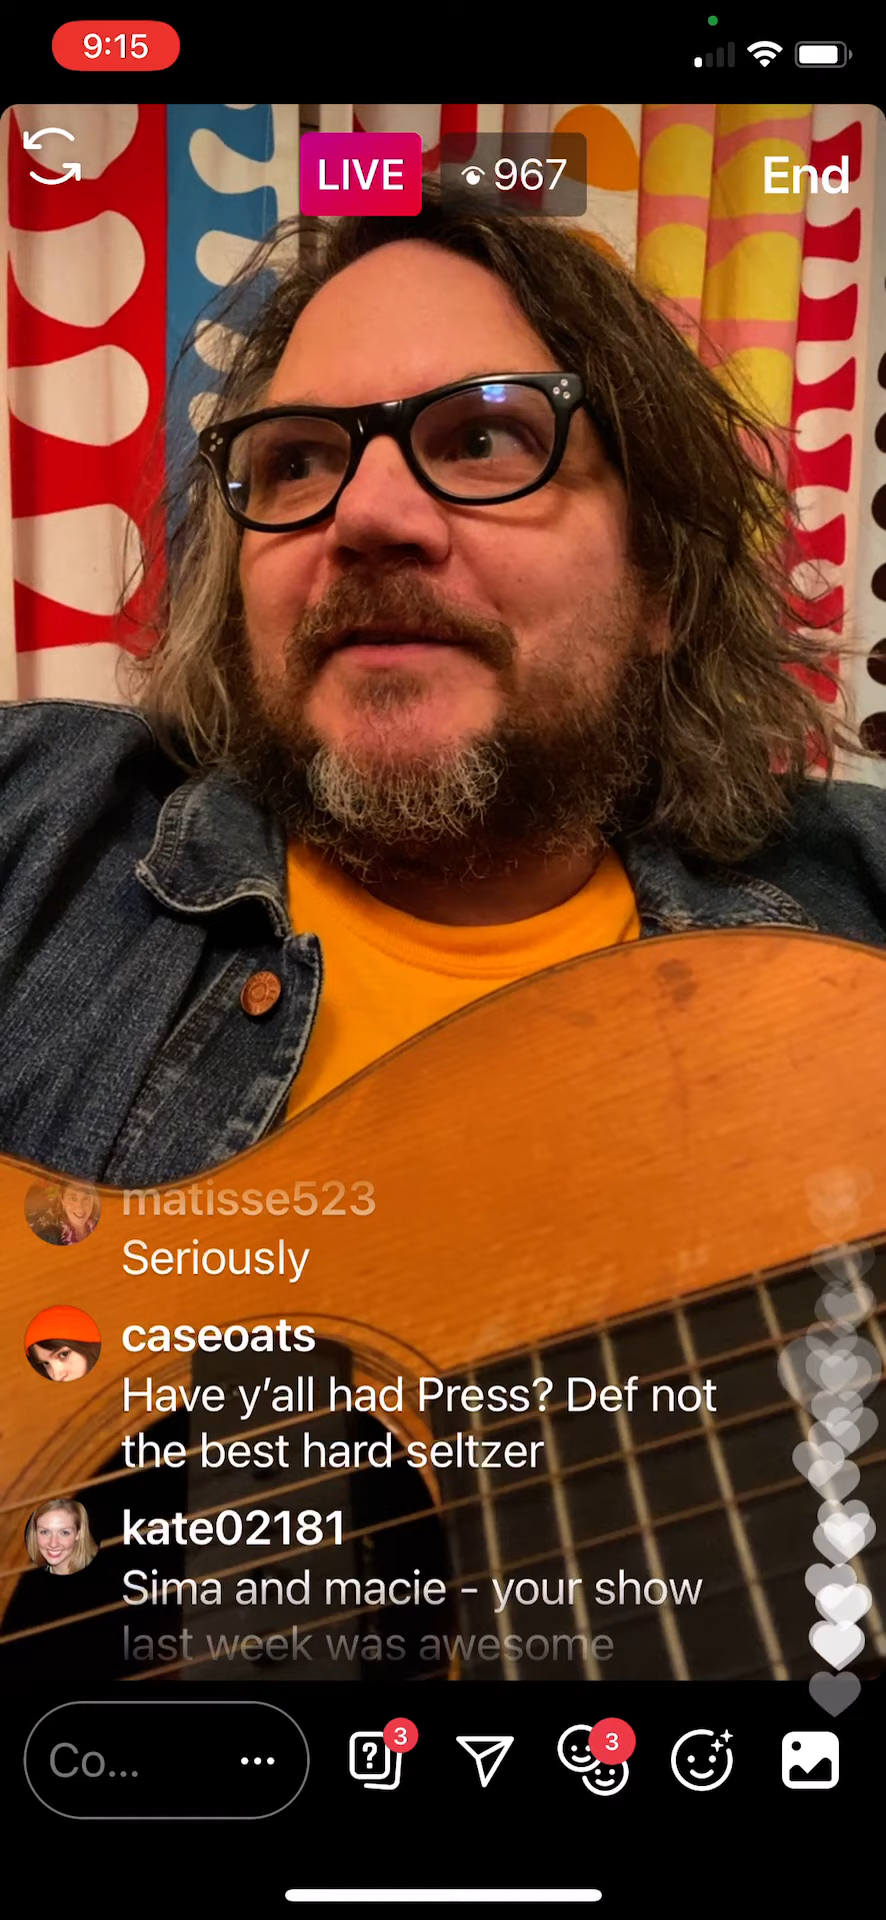 9:15
LIVE
967
End
matisse523
Seriously
caseoats
Have y’all had Press? Def not
the best hard seltzer
kate02181
Sima and macie - your show
last week was awesome
Co...
3
?
3